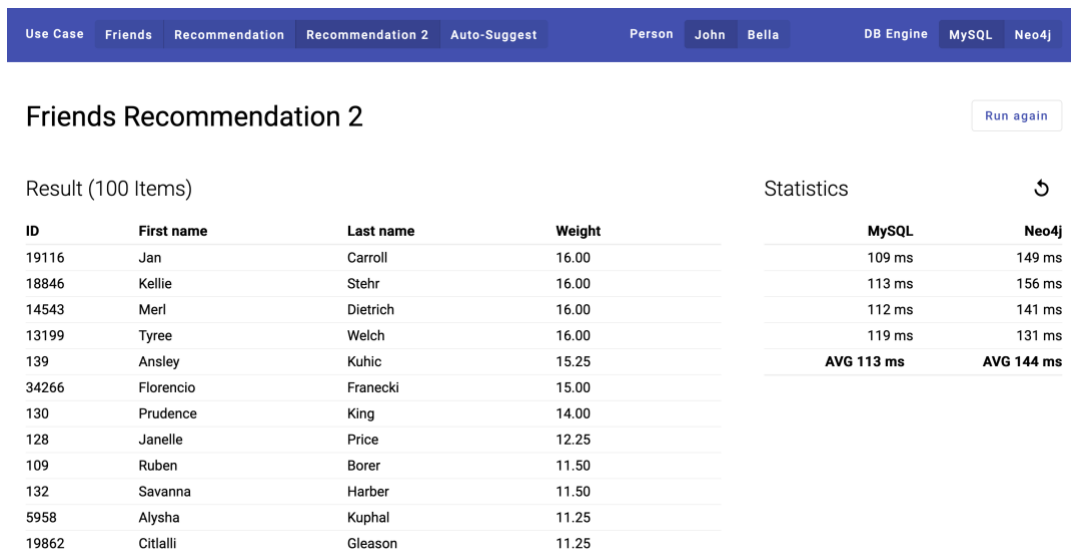 Use Case Friends Recommendation Recommendation 2 Auto-Suggest Person John Bella DB Engine MySQL Neo4j
Friends Recommendation 2 Run again
Result (100 Items) Statistics
ID First name Last name Weight MySQL Neo4j
19116 Jan Carroll 16.00 109 ms 149 ms
18846 Kellie Stehr 16.00 113 ms 156 ms
14543 Merl Dietrich 16.00 112 ms 141 ms
13199 Tyree Welch 16.00 119 ms 131 ms
139 Ansley Kuhic 15.25 AVG 113 ms AVG 144 ms
34266 Florencio Franecki 15.00
130 Prudence King 14.00
128 Janelle Price 12.25
109 Ruben Borer 11.50
132 Savanna Harber 11.50
5958 Alysha Kuphal 11.25
19862 Citlalli Gleason 11.25